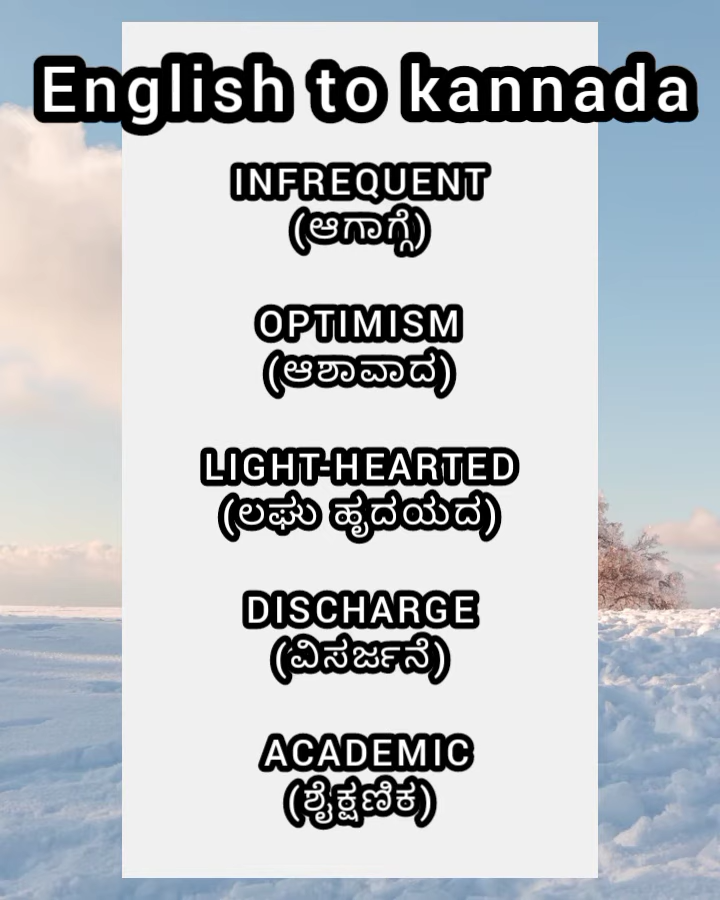 English to kannada
INFREQUENT
(ಆಗಾಗ್ಗೆ)
OPTIMISM
(ಆಶಾವಾದ)
LIGHT-HEARTED
(ಲಘು ಹೃದಯದ)
DISCHARGE
(ವಿಸರ್ಜನೆ)
ACADEMIC
(ಶೈಕ್ಷಣಿಕ)